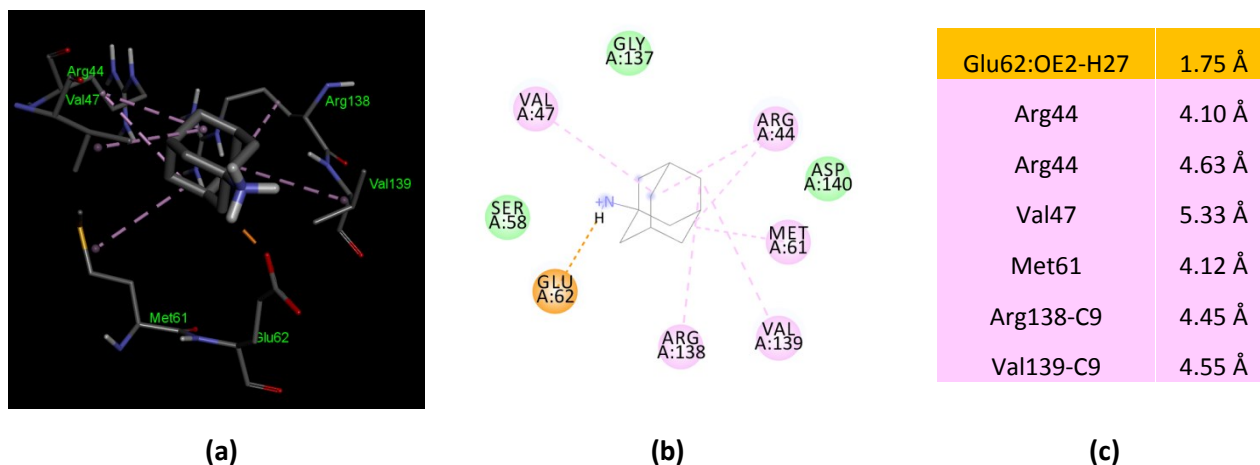 Arg44
Val47
Arg138
Val139
Met61
Glu62
GLY
A:137
VAL
A:47
ARG
A:44
ASP
A:140
SER
A:58
+N
H
MET
A:61
GLU
A:62
ARG
A:138
VAL
A:139
Glu62:OE2-H27 1.75 Å
Arg44 4.10 Å
Arg44 4.63 Å
Val47 5.33 Å
Met61 4.12 Å
Arg138-C9 4.45 Å
Val139-C9 4.55 Å
(a) (b) (c)